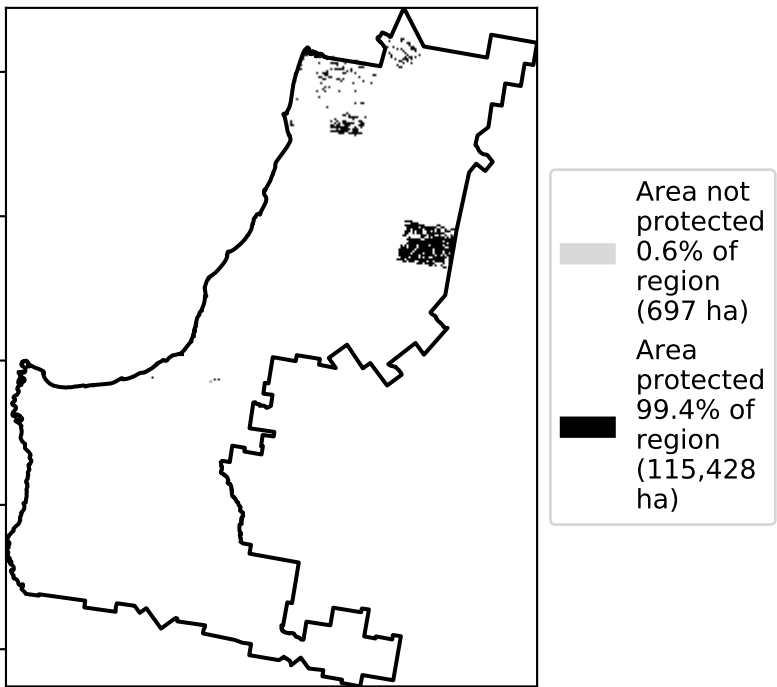 Area not
protected
0.6% of
region
(697 ha)
Area
protected
99.4% of
region
(115,428
ha)